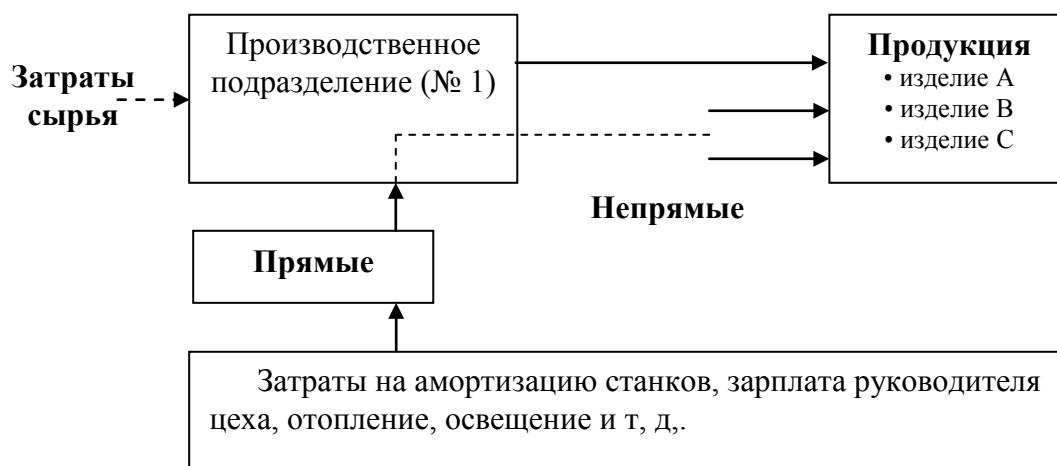 Затраты
сырья
Производственное
подразделение (№ 1)
Продукция
• изделие А
• изделие В
• изделие С
Непрямые
Прямые
Затраты на амортизацию станков, зарплата руководителя
цеха, отопление, освещение и т, д,.